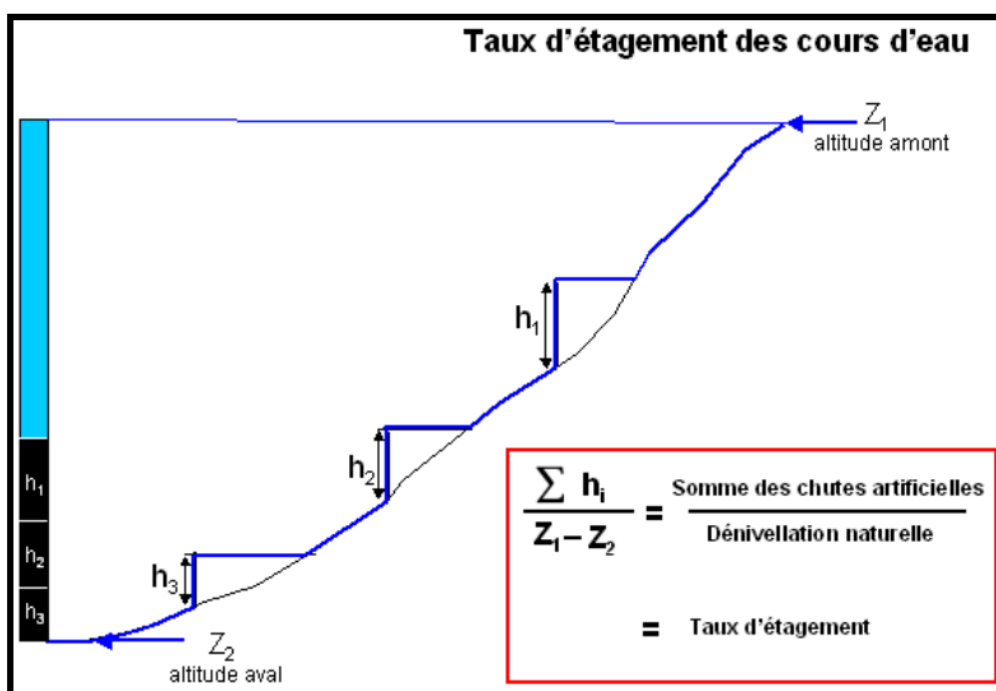 Taux d'étagement des cours d'eau
Z1
altitude amont
h1
h2
h3
h1
h2
h3
Z2
altitude aval
∑ hi
Z1 – Z2
=
Somme des chutes artificielles
Dénivellation naturelle
= Taux d'étagement